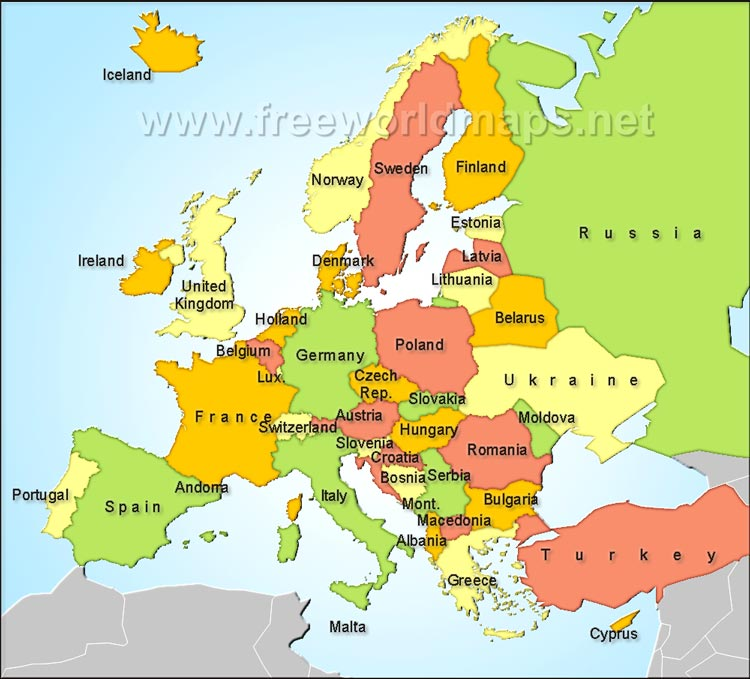 Iceland
www.freeworldmaps.net
Sweden
Finland
Norway
Estonia
Russia
Latvia
Ireland
Denmark
Lithuania
United
Kingdom
Holland
Belarus
Belgium
Germany
Poland
Lux.
Czech
Rep.
Ukraine
Slovakia
France
Austria
Moldova
Switzerland
Hungary
Slovenia
Romania
Croatia
Bosnia
Serbia
Portugal
Spain
Andorra
Italy
Mont.
Bulgaria
Macedonia
Albania
Turkey
Greece
Malta
Cyprus